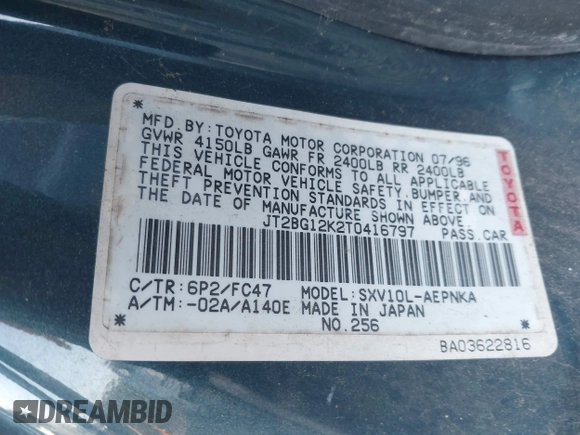 MFD. BY: TOYOTA MOTOR CORPORATION 07/96
GVWR 4150LB GAWR FR 2400LB RR 2400LB
THIS VEHICLE CONFORMS TO ALL APPLICABLE
FEDERAL MOTOR VEHICLE SAFETY, BUMPER AND
THEFT PREVENTION STANDARDS IN EFFECT ON
THE DATE OF MANUFACTURE SHOWN ABOVE.
JT2BG12K2T0416797 PASS.CAR
TOYOTA
C/TR: 6P2/FC47 MODEL: SXV10L-AEPNKA
A/TM: -02A/A140E MADE IN JAPAN
NO.256
BA03622816
DREAMBID